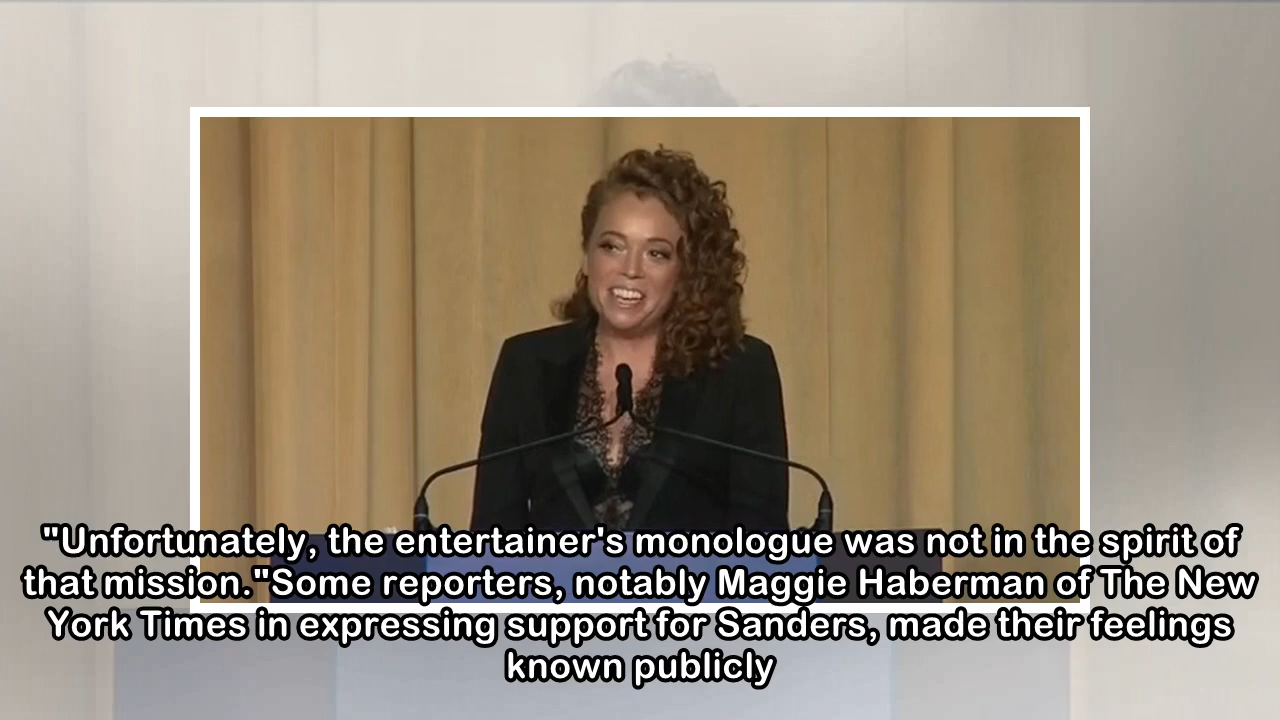 "Unfortunately, the entertainer's monologue was not in the spirit of
that mission."Some reporters, notably Maggie Haberman of The New
York Times in expressing support for Sanders, made their feelings
known publicly